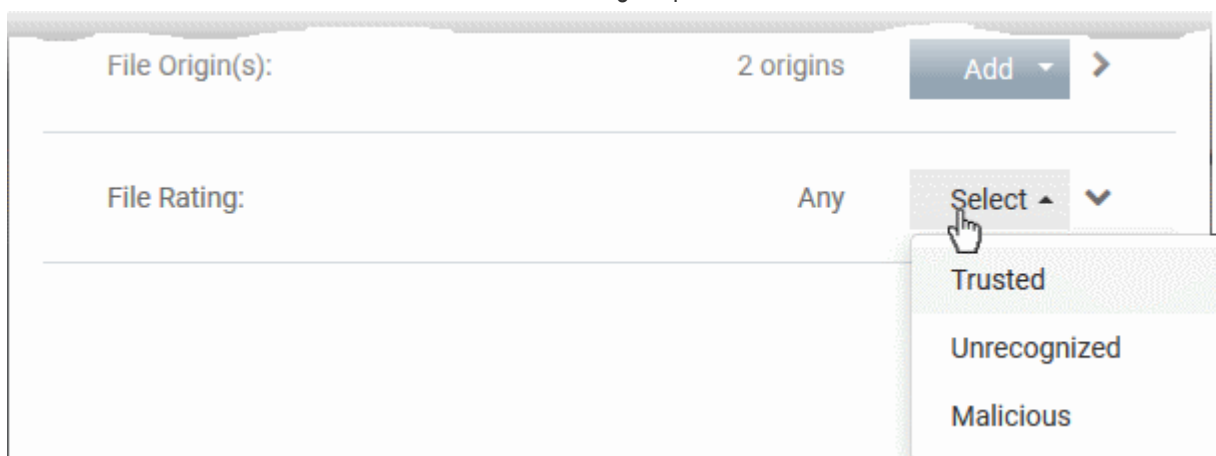 File Origin(s): 2 origins Add
File Rating: Any Select
Trusted
Unrecognized
Malicious